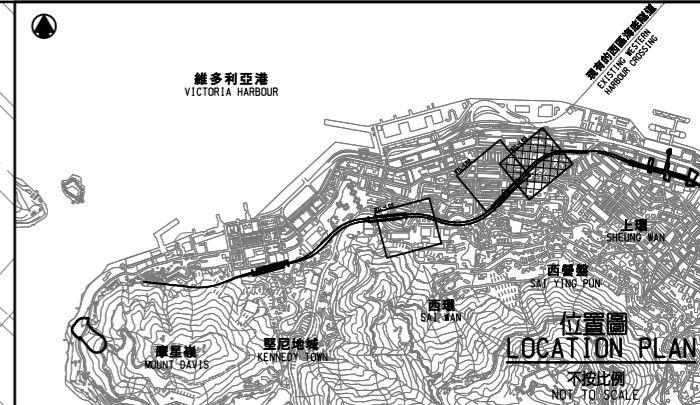 維多利亞港
VICTORIA HARBOUR
現有的西區海底隧道
EXISTING WESTERN
HARBOUR CROSSING
上環
SHEUNG WAN
西營盤
SAI YING PUN
西環
SAI WAN
堅尼地城
KENNEDY TOWN
摩星嶺
MOUNT DAVIS
位置圖
LOCATION PLAN
不按比例
NOT TO SCALE